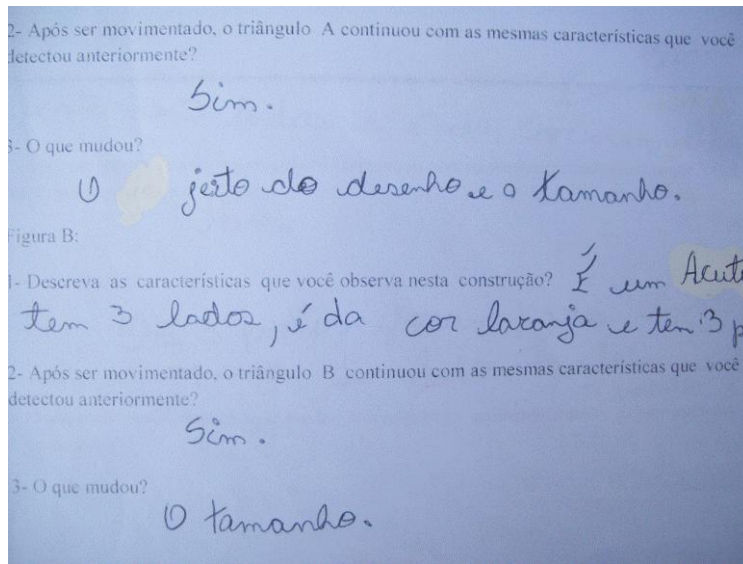 2- Após ser movimentado, o triângulo A continuou com as mesmas características que você
detectou anteriormente?
Sim.
3- O que mudou?
O jeito do desenho e o tamanho.
Figura B:
1- Descreva as características que você observa nesta construção? É um Acut
tem 3 lados, é da cor laranja e ten 3 p
2- Após ser movimentado, o triângulo B continuou com as mesmas características que você
detectou anteriormente?
Sim.
3- O que mudou?
O tamanho.